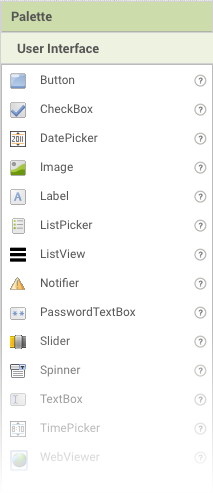 Palette
User Interface
Button
CheckBox
DatePicker
Image
Label
ListPicker
ListView
Notifier
PasswordTextBox
Slider
Spinner
TextBox
TimePicker
WebViewer